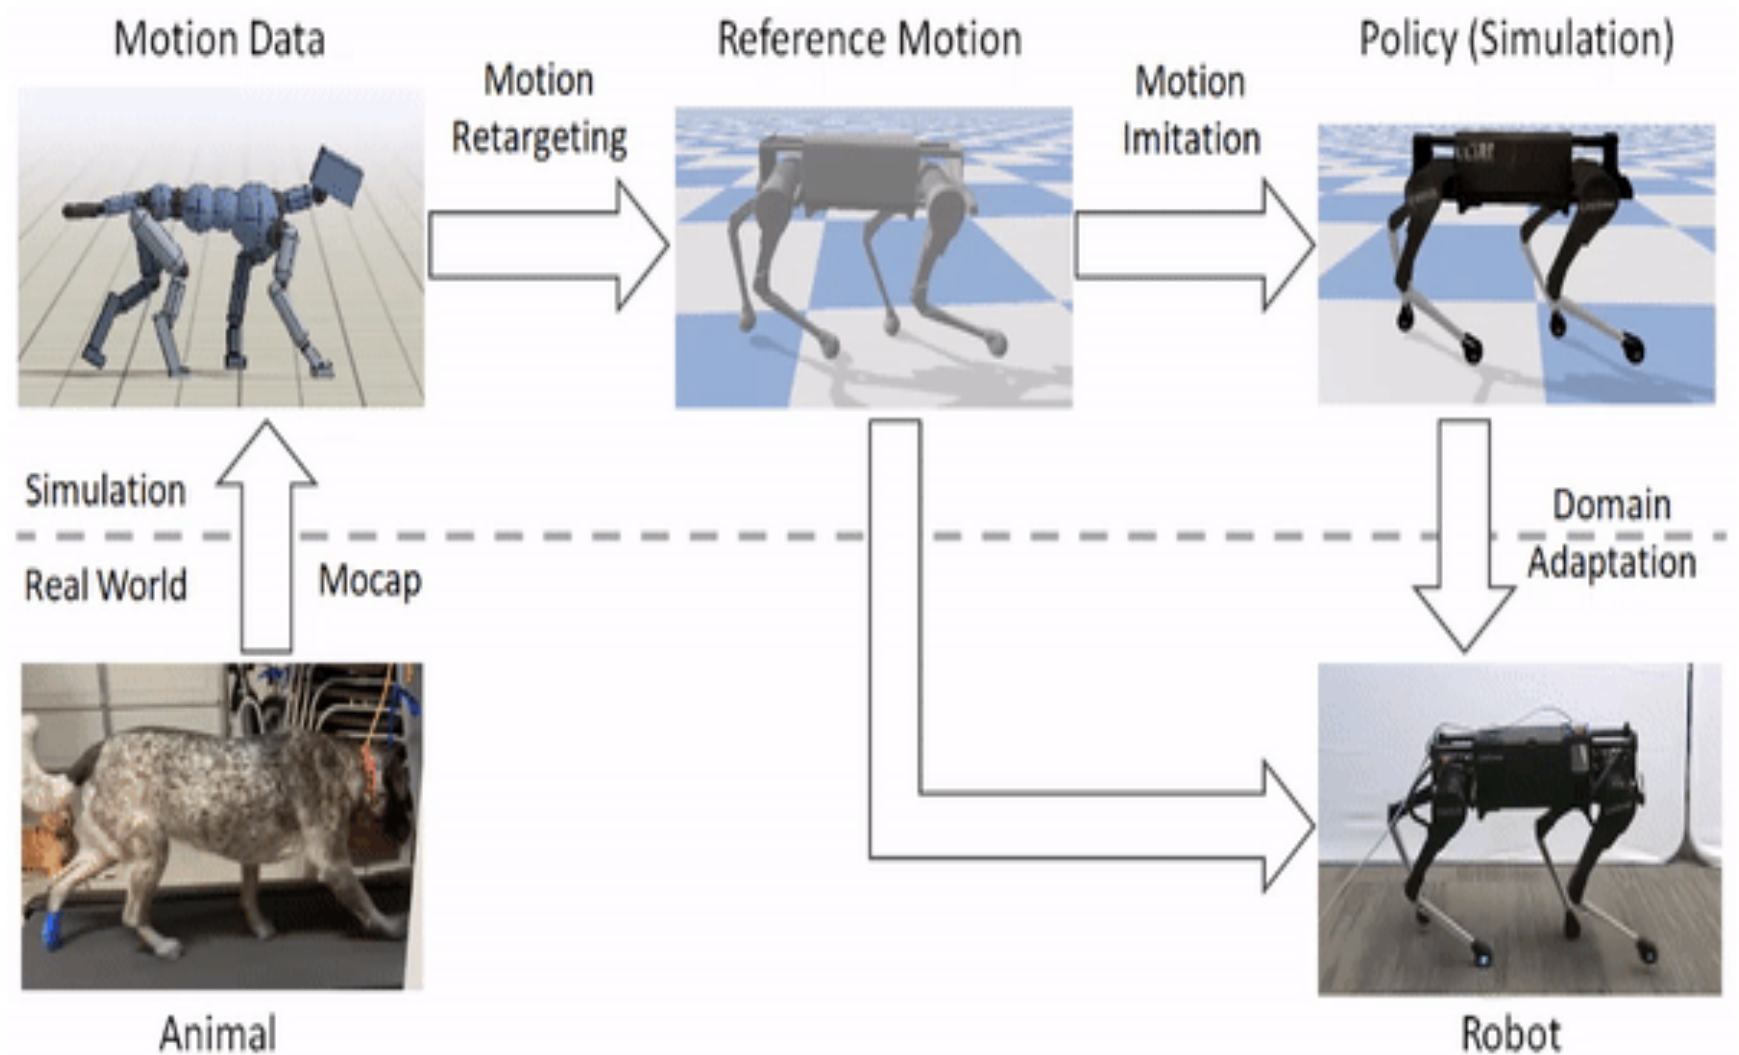 Motion Data
Reference Motion
Policy (Simulation)
Motion
Retargeting
Motion
Imitation
Simulation
Real World
Mocap
Domain
Adaptation
Animal
Robot